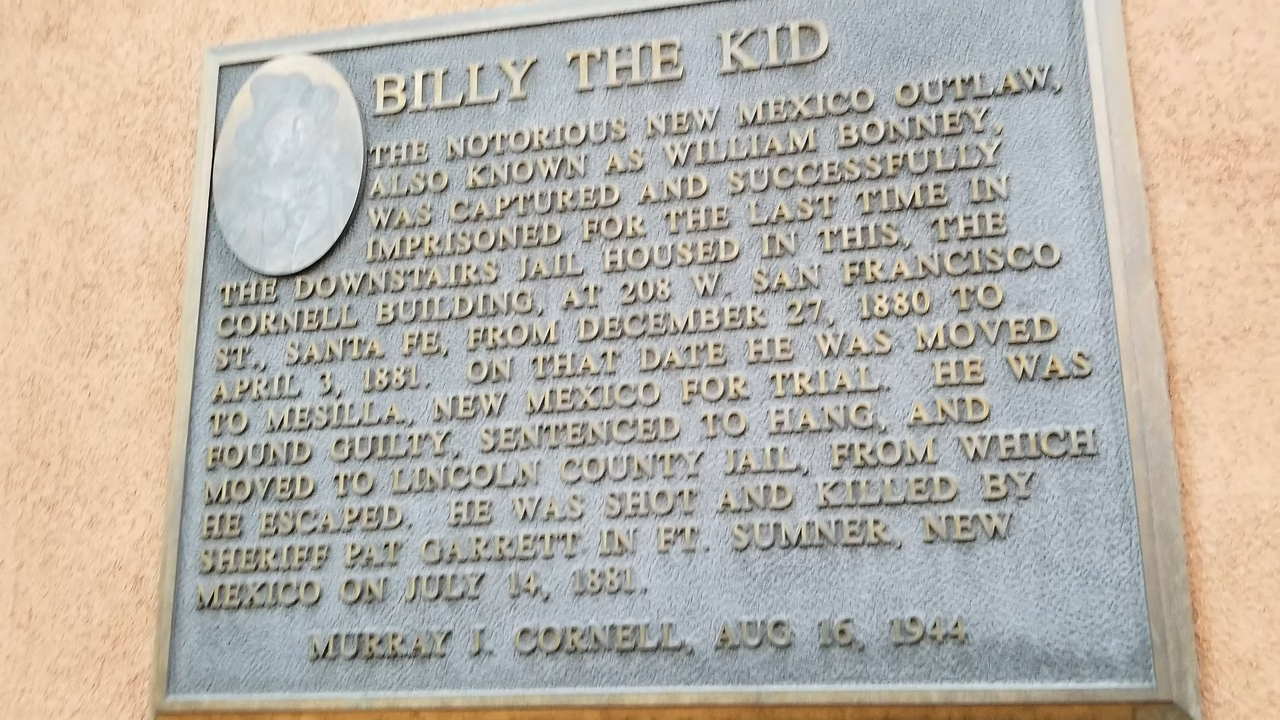 BILLY THE KID
THE NOTORIOUS NEW MEXICO OUTLAW,
ALSO KNOWN AS WILLIAM BONNEY,
WAS CAPTURED AND SUCCESSFULLY
IMPRISONED FOR THE LAST TIME IN
THE DOWNSTAIRS JAIL HOUSED IN THIS, THE
CORNELL BUILDING, AT 208 W. SAN FRANCISCO
ST., SANTA FE, FROM DECEMBER 27, 1880 TO
APRIL 3, 1881. ON THAT DATE HE WAS MOVED
TO MESILLA, NEW MEXICO FOR TRIAL. HE WAS
FOUND GUILTY, SENTENCED TO HANG, AND
MOVED TO LINCOLN COUNTY JAIL, FROM WHICH
HE ESCAPED. HE WAS SHOT AND KILLED BY
SHERIFF PAT GARRETT IN FT. SUMNER, NEW
MEXICO ON JULY 14, 1881.
MURRAY J. CORNELL, AUG 16, 1944